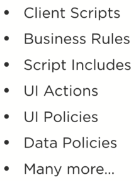 • Client Scripts
• Business Rules
• Script Includes
• UI Actions
• UI Policies
• Data Policies
• Many more...